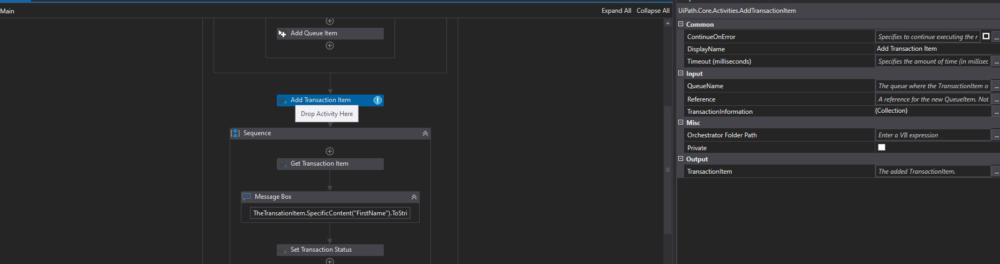 Main
Expand All
Collapse All
Add Queue Item
Add Transaction Item
Drop Activity Here
Sequence
Get Transaction Item
Message Box
TheTransationItem.SpecificContent("FirstName").ToStri
Set Transaction Status
UiPath.Core.Activities.AddTransactionItem
Common
ContinueOnError
Specifies to continue executing the r
...
DisplayName
Add Transaction Item
Timeout (milliseconds)
Specifies the amount of time (in millisec
...
Input
QueueName
The queue where the TransactionItem o
...
Reference
A reference for the new QueueItem. Not
...
TransactionInformation
(Collection)
...
Misc
Orchestrator Folder Path
Enter a VB expression
...
Private
Output
TransactionItem
The added TransactionItem.
...